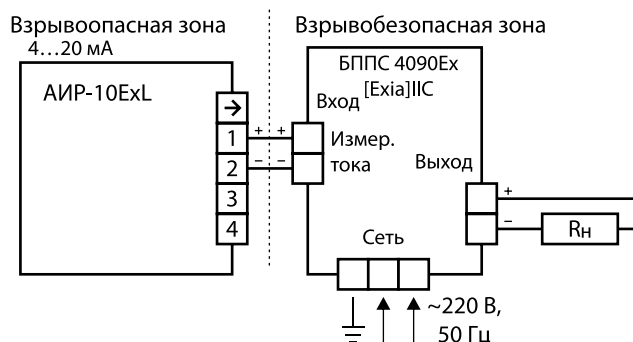 Взрывоопасная зона
Взрывобезопасная зона
4...20 мА
АИР-10ExL
1
2
3
4
+ +
– –
БППС 4090Ex
[Exia]IIC
Вход
Измер.
тока
Выход
+
–
Rн
Сеть
~220 В,
50 Гц